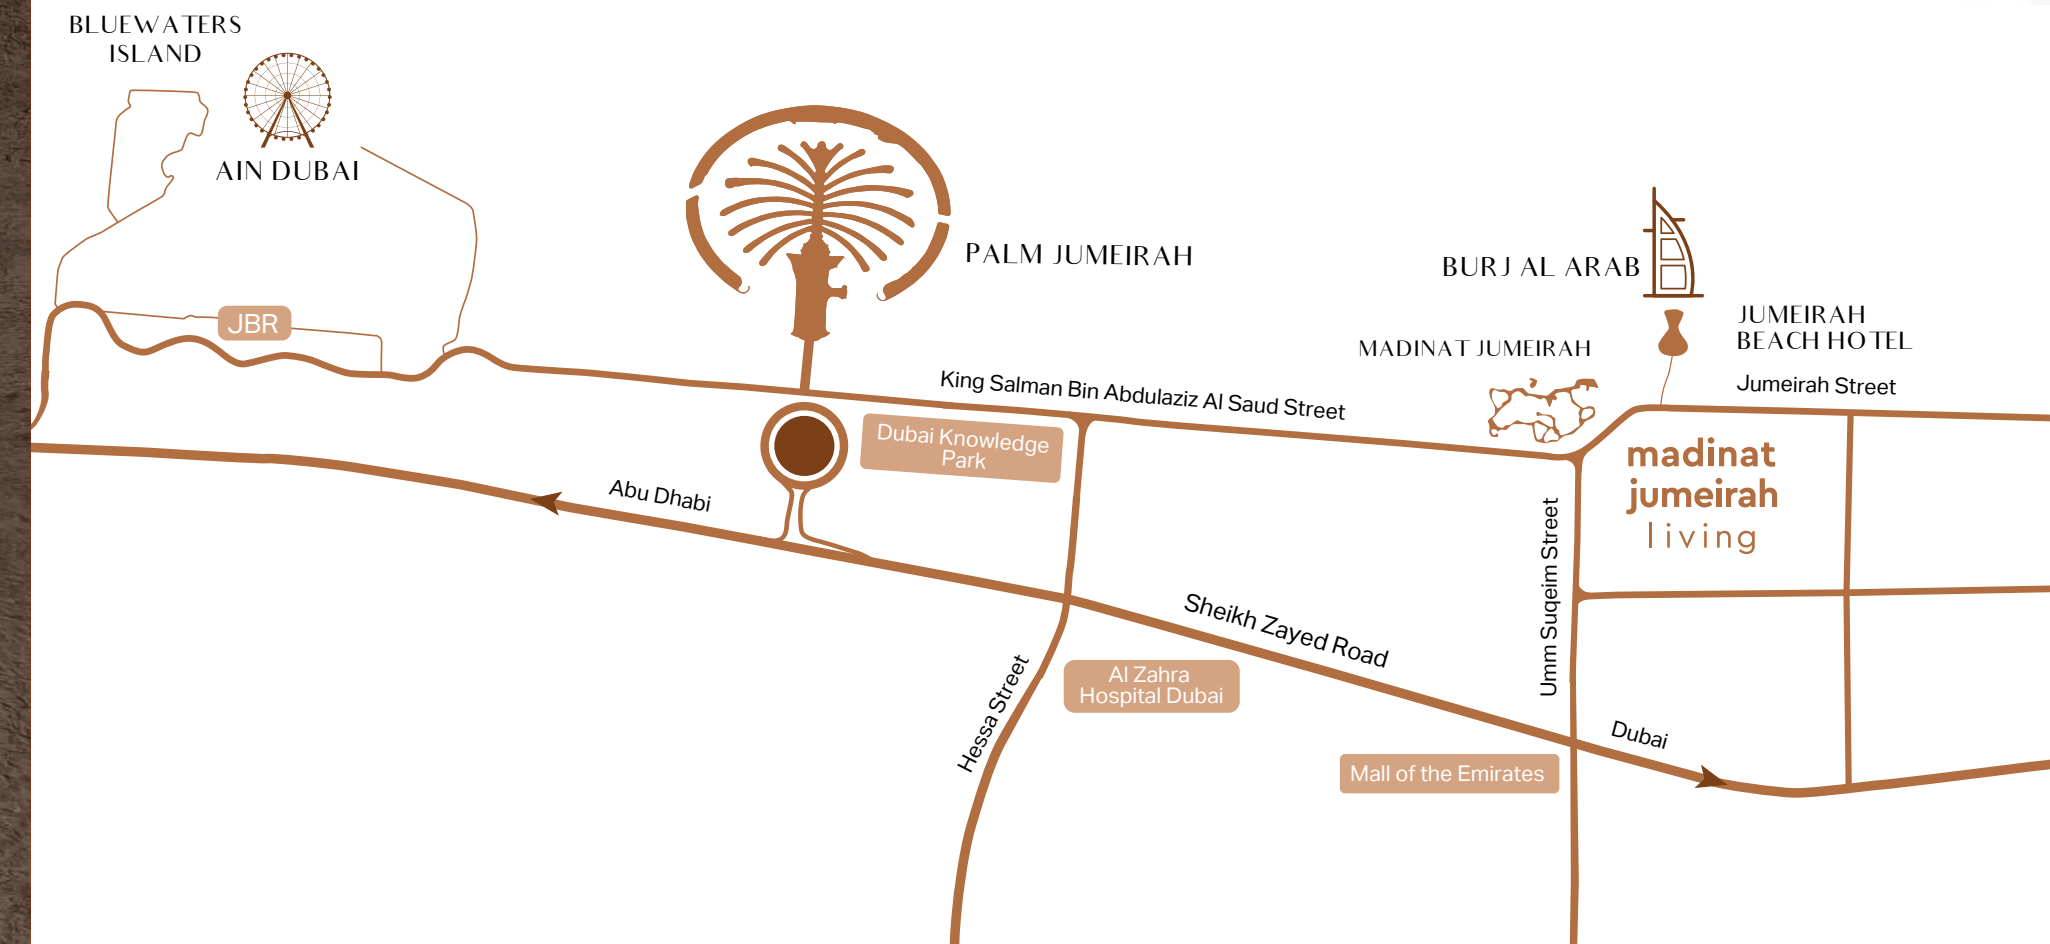 BLUEWATERS
ISLAND
AIN DUBAI
JBR
PALM JUMEIRAH
BURJ AL ARAB
JUMEIRAH
BEACH HOTEL
MADINAT JUMEIRAH
Jumeirah Street
King Salman Bin Abdulaziz Al Saud Street
Dubai Knowledge
Park
madinat
jumeirah
living
Abu Dhabi
Umm Suqeim Street
Sheikh Zayed Road
Hessa Street
Al Zahra
Hospital Dubai
Dubai
Mall of the Emirates